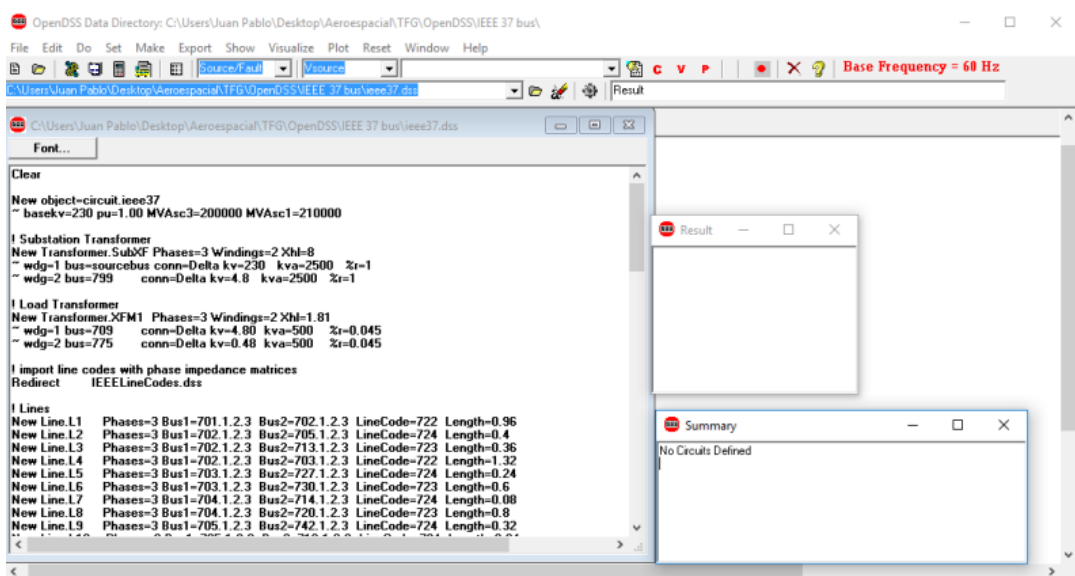 OpenDSS Data Directory: C:\Users\Juan Pablo\Desktop\Aeroespacial\TFG\OpenDSS\IEEE 37 bus\
File Edit Do Set Make Export Show Visualize Plot Reset Window Help
Source/Fault Vsource C V P Base Frequency = 60 Hz
C:\Users\Juan Pablo\Desktop\Aeroespacial\TFG\OpenDSS\IEEE 37 bus\ieee37.dss Result
C:\Users\Juan Pablo\Desktop\Aeroespacial\TFG\OpenDSS\IEEE 37 bus\ieee37.dss
Font...
Clear
New object=circuit.ieee37
~ basekv=230 pu=1.00 MVAsc3=200000 MVAsc1=210000
! Substation Transformer
New Transformer.SubXF Phases=3 Windings=2 Xhl=8
~ wdg=1 bus=sourcebus conn=Delta kv=230 kva=2500 %r=1
~ wdg=2 bus=799 conn=Delta kv=4.8 kva=2500 %r=1
! Load Transformer
New Transformer.XFM1 Phases=3 Windings=2 Xhl=1.81
~ wdg=1 bus=709 conn=Delta kv=4.80 kva=500 %r=0.045
~ wdg=2 bus=775 conn=Delta kv=0.48 kva=500 %r=0.045
! import line codes with phase impedance matrices
Redirect IEEELineCodes.dss
! Lines
New Line.L1 Phases=3 Bus1=701.1.2.3 Bus2=702.1.2.3 LineCode=722 Length=0.96
New Line.L2 Phases=3 Bus1=702.1.2.3 Bus2=705.1.2.3 LineCode=724 Length=0.4
New Line.L3 Phases=3 Bus1=702.1.2.3 Bus2=713.1.2.3 LineCode=723 Length=0.36
New Line.L4 Phases=3 Bus1=702.1.2.3 Bus2=703.1.2.3 LineCode=722 Length=1.32
New Line.L5 Phases=3 Bus1=703.1.2.3 Bus2=727.1.2.3 LineCode=724 Length=0.24
New Line.L6 Phases=3 Bus1=703.1.2.3 Bus2=730.1.2.3 LineCode=723 Length=0.6
New Line.L7 Phases=3 Bus1=704.1.2.3 Bus2=714.1.2.3 LineCode=724 Length=0.08
New Line.L8 Phases=3 Bus1=704.1.2.3 Bus2=720.1.2.3 LineCode=723 Length=0.8
New Line.L9 Phases=3 Bus1=705.1.2.3 Bus2=742.1.2.3 LineCode=724 Length=0.32
Result
Summary
No Circuits Defined